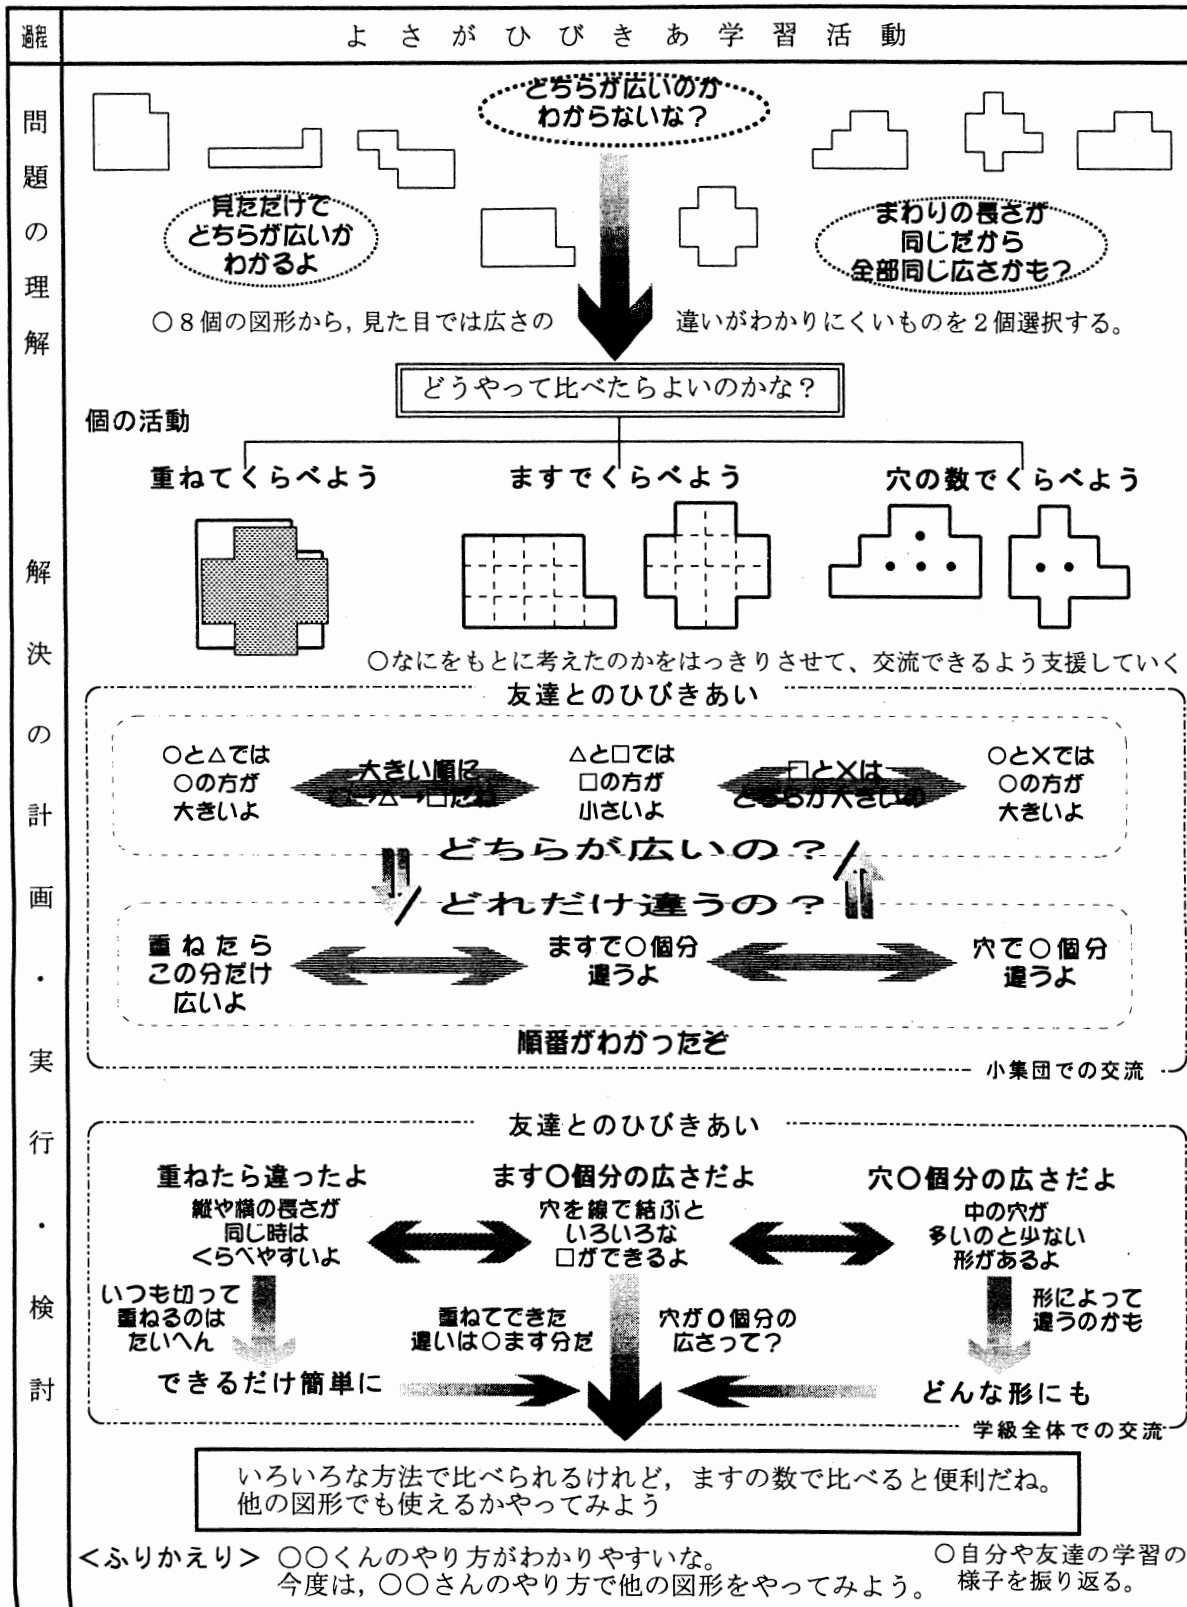 過程
よさがひびきあ学習活動
問題の理解
どちらが広いのか
わからないな？
見ただけで
どちらが広いか
わかるよ
まわりの長さが
同じだから
全部同じ広さかも？
○８個の図形から，見た目では広さの　違いがわかりにくいものを２個選択する。
どうやって比べたらよいのかな？
解決の計画・実行・検討
個の活動
重ねてくらべよう
ますでくらべよう
穴の数でくらべよう
○なにをもとに考えたのかをはっきりさせて、交流できるよう支援していく
友達とのひびきあい
○と△では
○の方が
大きいよ
大きい順に
○→△→□だね
△と□では
□の方が
小さいよ
□と×は
どちらが大きいの
○と×では
○の方が
大きいよ
どちらが広いの？
どれだけ違うの？
重ねたら
この分だけ
広いよ
ますで○個分
違うよ
穴で○個分
違うよ
順番がわかったぞ
小集団での交流
友達とのひびきあい
重ねたら違ったよ
縦や横の長さが
同じ時は
くらべやすいよ
ます○個分の広さだよ
穴を線で結ぶと
いろいろな
□ができるよ
穴○個分の広さだよ
中の穴が
多いのと少ない
形があるよ
いつも切って
重ねるのは
たいへん
重ねてできた
違いは○ます分だ
穴が０個分の
広さって？
形によって
違うのかも
できるだけ簡単に
どんな形にも
学級全体での交流
いろいろな方法で比べられるけれど，ますの数で比べると便利だね。
他の図形でも使えるかやってみよう
＜ふりかえり＞ ○○くんのやり方がわかりやすいな。
今度は，○○さんのやり方で他の図形をやってみよう。
○自分や友達の学習の
様子を振り返る。